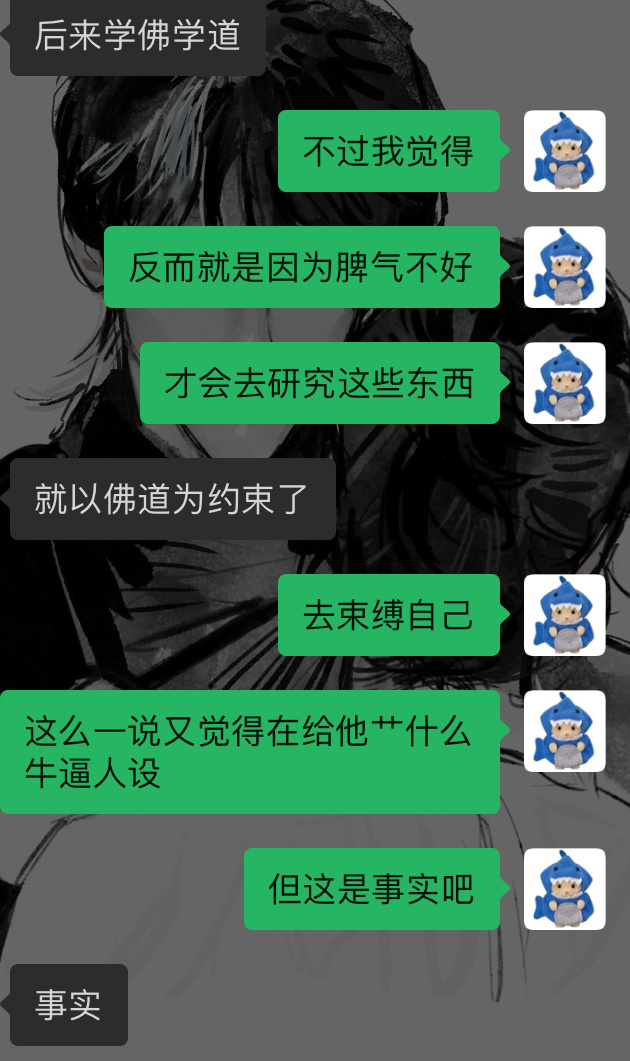 后来学佛学道
不过我觉得
反而就是因为脾气不好
才会去研究这些东西
就以佛道为约束了
去束缚自己
这么一说又觉得在给他艹什么
牛逼人设
但这是事实吧
事实